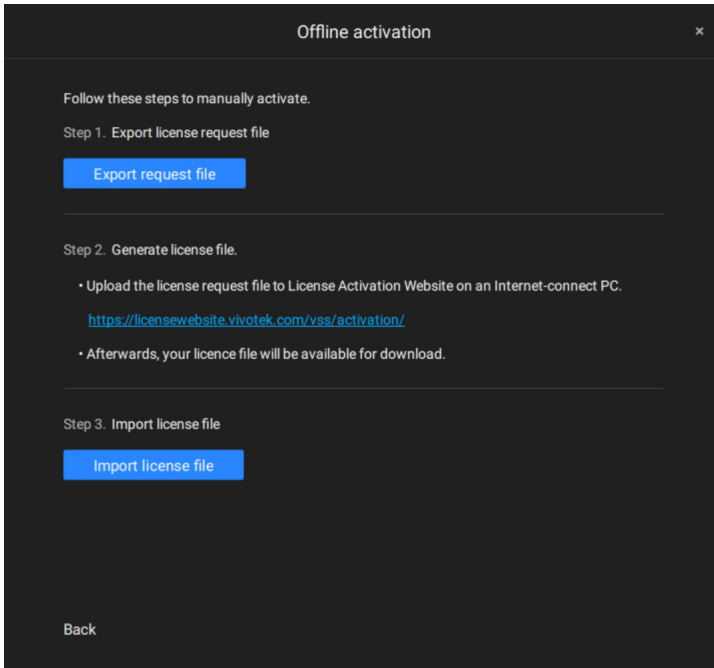 Offline activation
×
Follow these steps to manually activate.
Step 1. Export license request file
Export request file
Step 2. Generate license file.
• Upload the license request file to License Activation Website on an Internet-connect PC.
https://licensewebsite.vivotek.com/vss/activation/
• Afterwards, your licence file will be available for download.
Step 3. Import license file
Import license file
Back